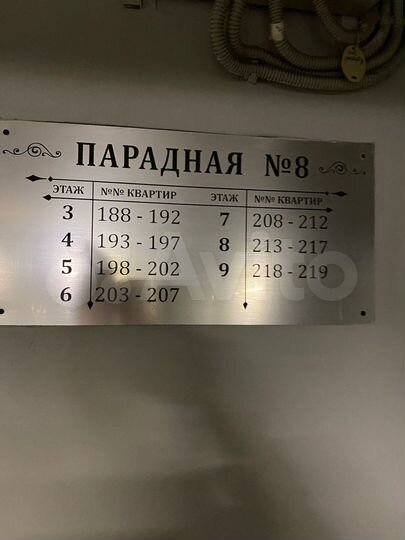 ПАРАДНАЯ №8
ЭТАЖ №№ КВАРТИР ЭТАЖ №№ КВАРТИР
3 188 - 192 7 208 - 212
4 193 - 197 8 213 - 217
5 198 - 202 9 218 - 219
6 203 - 207
Avito